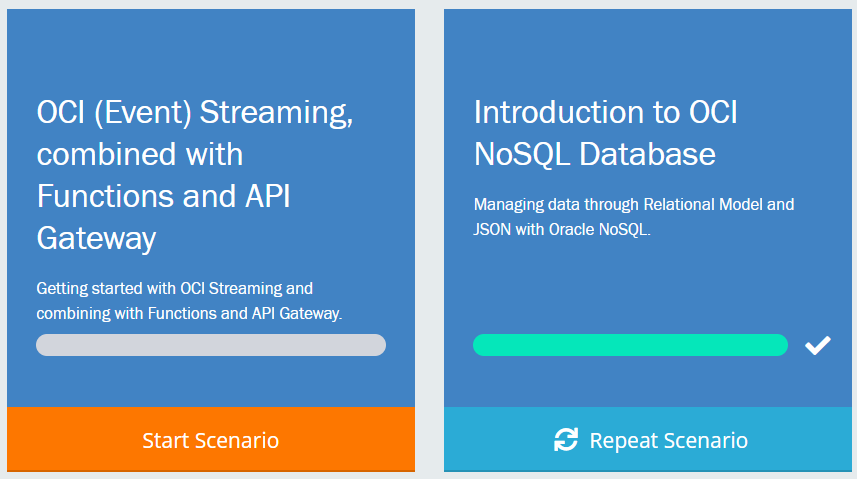 OCI (Event) Streaming,
combined with
Functions and API
Gateway
Getting started with OCI Streaming and
combining with Functions and API Gateway.
Start Scenario
Introduction to OCI
NoSQL Database
Managing data through Relational Model and
JSON with Oracle NoSQL.
Repeat Scenario